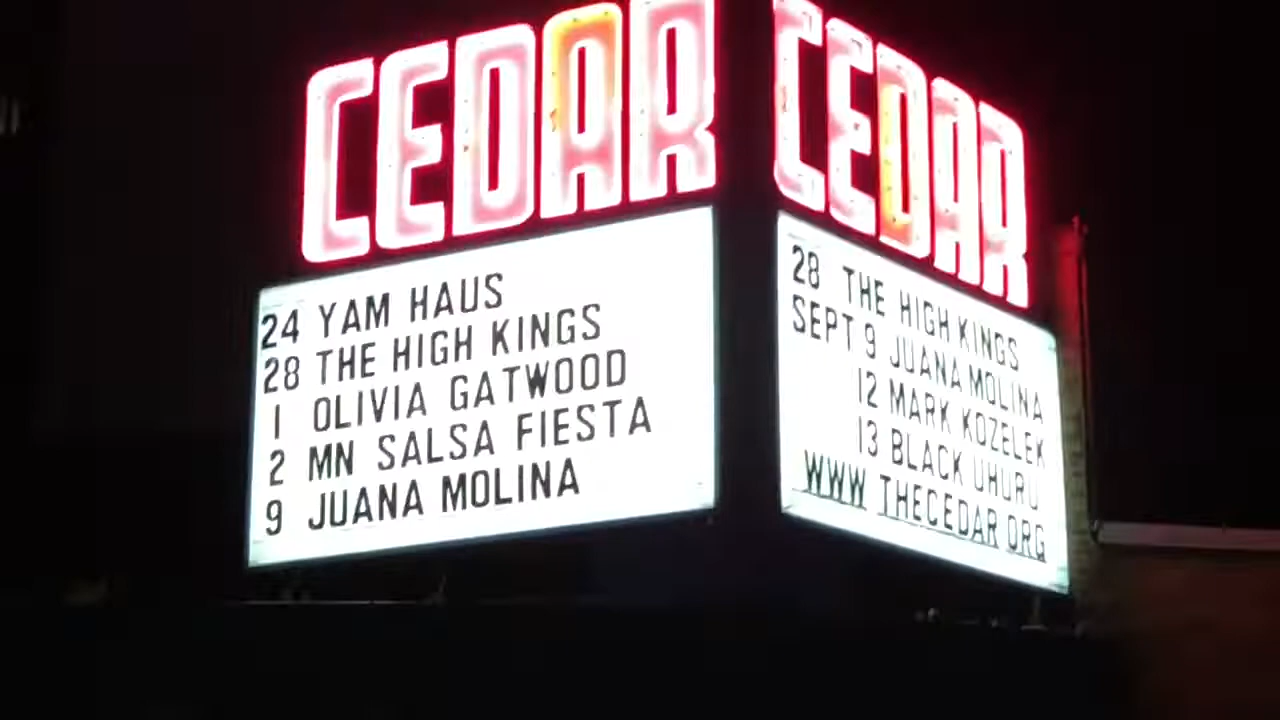 CEDAR
24 YAM HAUS
28 THE HIGH KINGS
1 OLIVIA GATWOOD
2 MN SALSA FIESTA
9 JUANA MOLINA
CEDAR
28 THE HIGH KINGS
SEPT 9 JUANA MOLINA
12 MARK KOZELEK
13 BLACK UHURU
WWW THECEDAR ORG